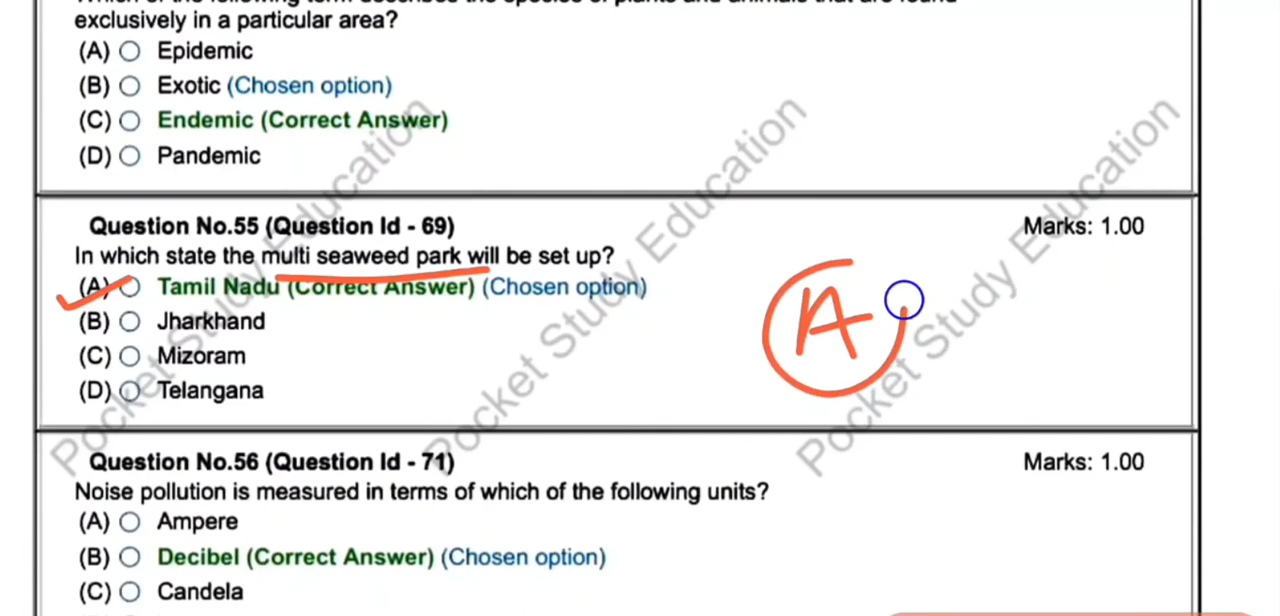 exclusively in a particular area?
(A) Epidemic
(B) Exotic (Chosen option)
(C) Endemic (Correct Answer)
(D) Pandemic
Question No.55 (Question Id - 69) Marks: 1.00
In which state the multi seaweed park will be set up?
(A) Tamil Nadu (Correct Answer) (Chosen option)
(B) Jharkhand
(C) Mizoram
(D) Telangana
A
Question No.56 (Question Id - 71) Marks: 1.00
Noise pollution is measured in terms of which of the following units?
(A) Ampere
(B) Decibel (Correct Answer) (Chosen option)
(C) Candela
Pocket Study Education
Pocket Study Education
Pocket Study Education